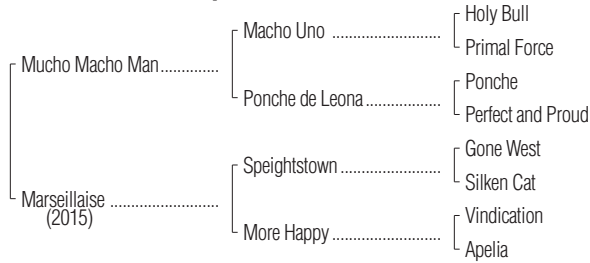 Holy Bull
Macho Uno ....................
Primal Force
Mucho Macho Man..............
Ponche
Ponche de Leona..................
Perfect and Proud
Gone West
Speightstown ....................
Silken Cat
Marseillaise ..........................
(2015)
Vindication
More Happy..........................
Apelia